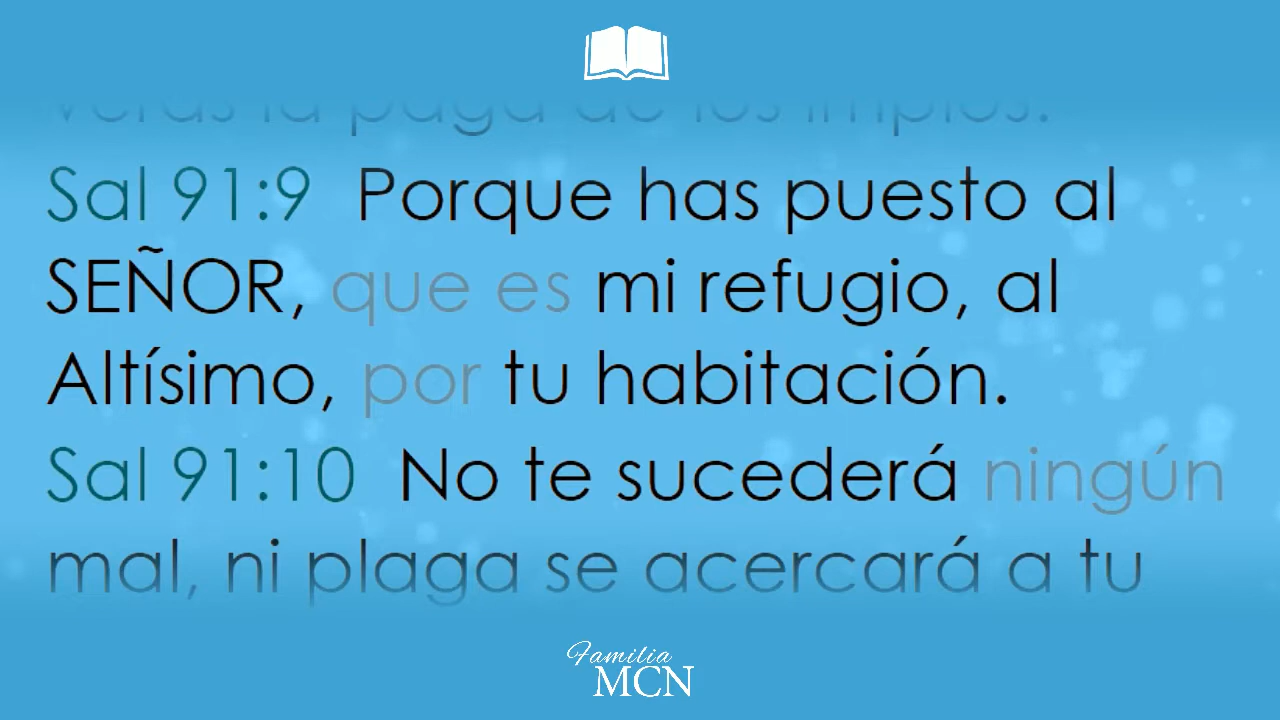 verás la paga de los impíos.
Sal 91:9 Porque has puesto al
SEÑOR, que es mi refugio, al
Altísimo, por tu habitación.
Sal 91:10 No te sucederá ningún
mal, ni plaga se acercará a tu
Familia
MCN